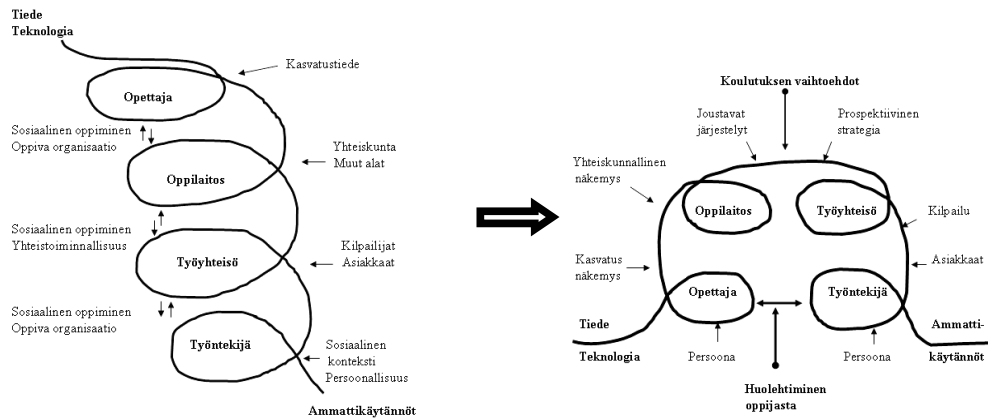 Tiede
Teknologia
Kasvatustiede
Opettaja
Sosiaalinen oppiminen
Oppiva organisaatio
Yhteiskunta
Muut alat
Oppilaitos
Sosiaalinen oppiminen
Yhteistoiminnallisuus
Työyhteisö
Kilpailijat
Asiakkaat
Sosiaalinen oppiminen
Oppiva organisaatio
Työntekijä
Sosiaalinen
konteksti
Persoonallisuus
Ammattikäytännöt
Koulutuksen vaihtoehdot
Joustavat
järjestelyt
Prospektiivinen
strategia
Yhteiskunnallinen
näkemys
Oppilaitos
Työyhteisö
Kilpailu
Kasvatus
näkemys
Asiakkaat
Opettaja
Työntekijä
Tiede
Teknologia
Ammatti-
käytännöt
Persoona
Persoona
Huolehtiminen
oppijasta